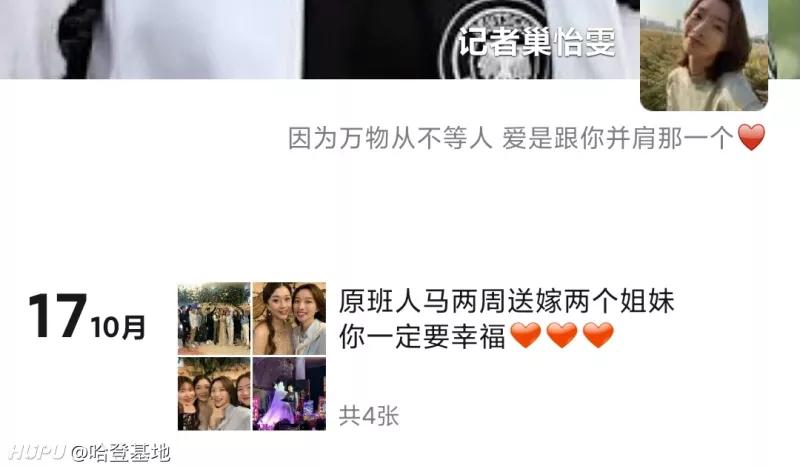 DEUTSCHER
记者巢怡雯
因为万物从不等人 爱是跟你并肩那一个❤️
17 10月
原班人马两周送嫁两个姐妹
你一定要幸福❤️❤️❤️
共4张
HUPU @哈登基地